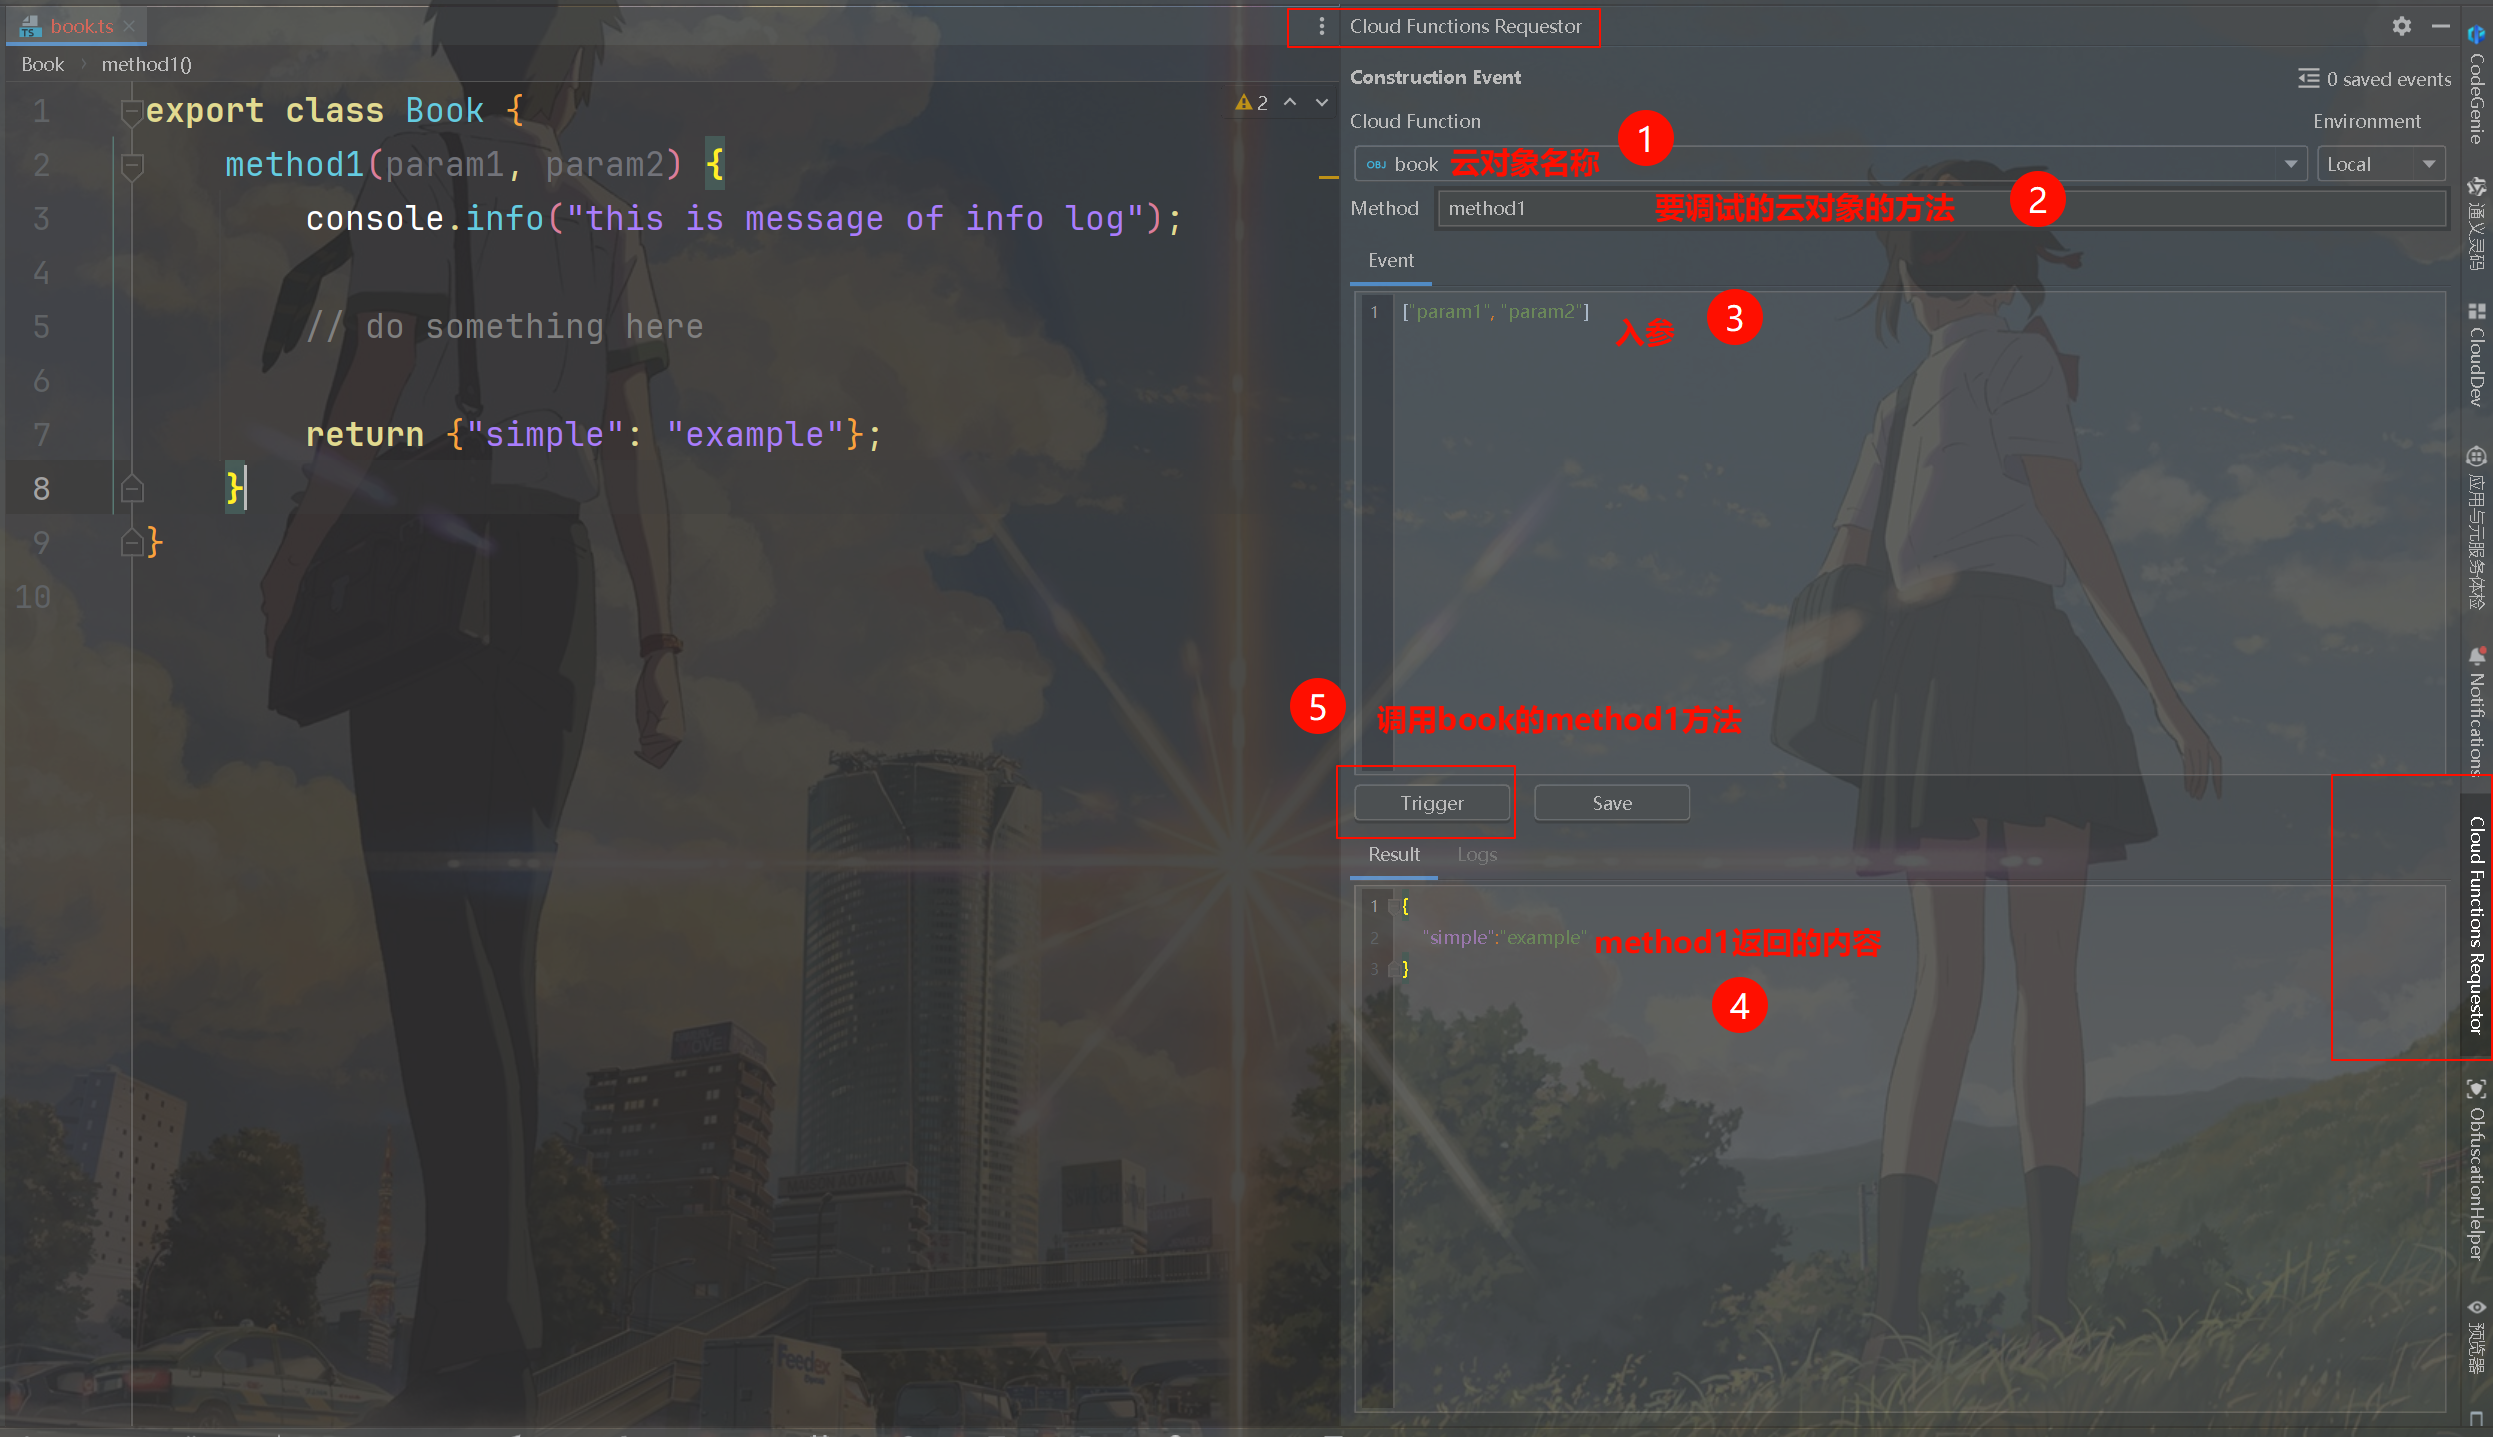 book.ts
Book method1()
1 export class Book {
2 method1(param1, param2) {
3 console.info("this is message of info log");
4
5 // do something here
6
7 return {"simple": "example"};
8 }
9 }
10
2
Cloud Functions Requestor
Construction Event
0 saved events
Cloud Function
Environment
1
OBJ book 云对象名称
Local
Method method1 要调试的云对象的方法 2
Event
1 ["param1", "param2"]
入参 3
5 调用book的method1方法
Trigger Save
Result Logs
1 {
2 "simple":"example" method1返回的内容
3 }
4
CodeGenie
通义灵码
CloudDev
应用与元服务体检
Notifications
Cloud Functions Requestor
ObfuscationHelper
预览器
Feedex